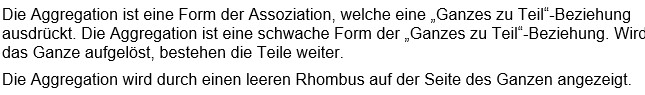 Die Aggregation ist eine Form der Assoziation, welche eine „Ganzes zu Teil“-Beziehung
ausdrückt. Die Aggregation ist eine schwache Form der „Ganzes zu Teil“-Beziehung. Wird
das Ganze aufgelöst, bestehen die Teile weiter.
Die Aggregation wird durch einen leeren Rhombus auf der Seite des Ganzen angezeigt.